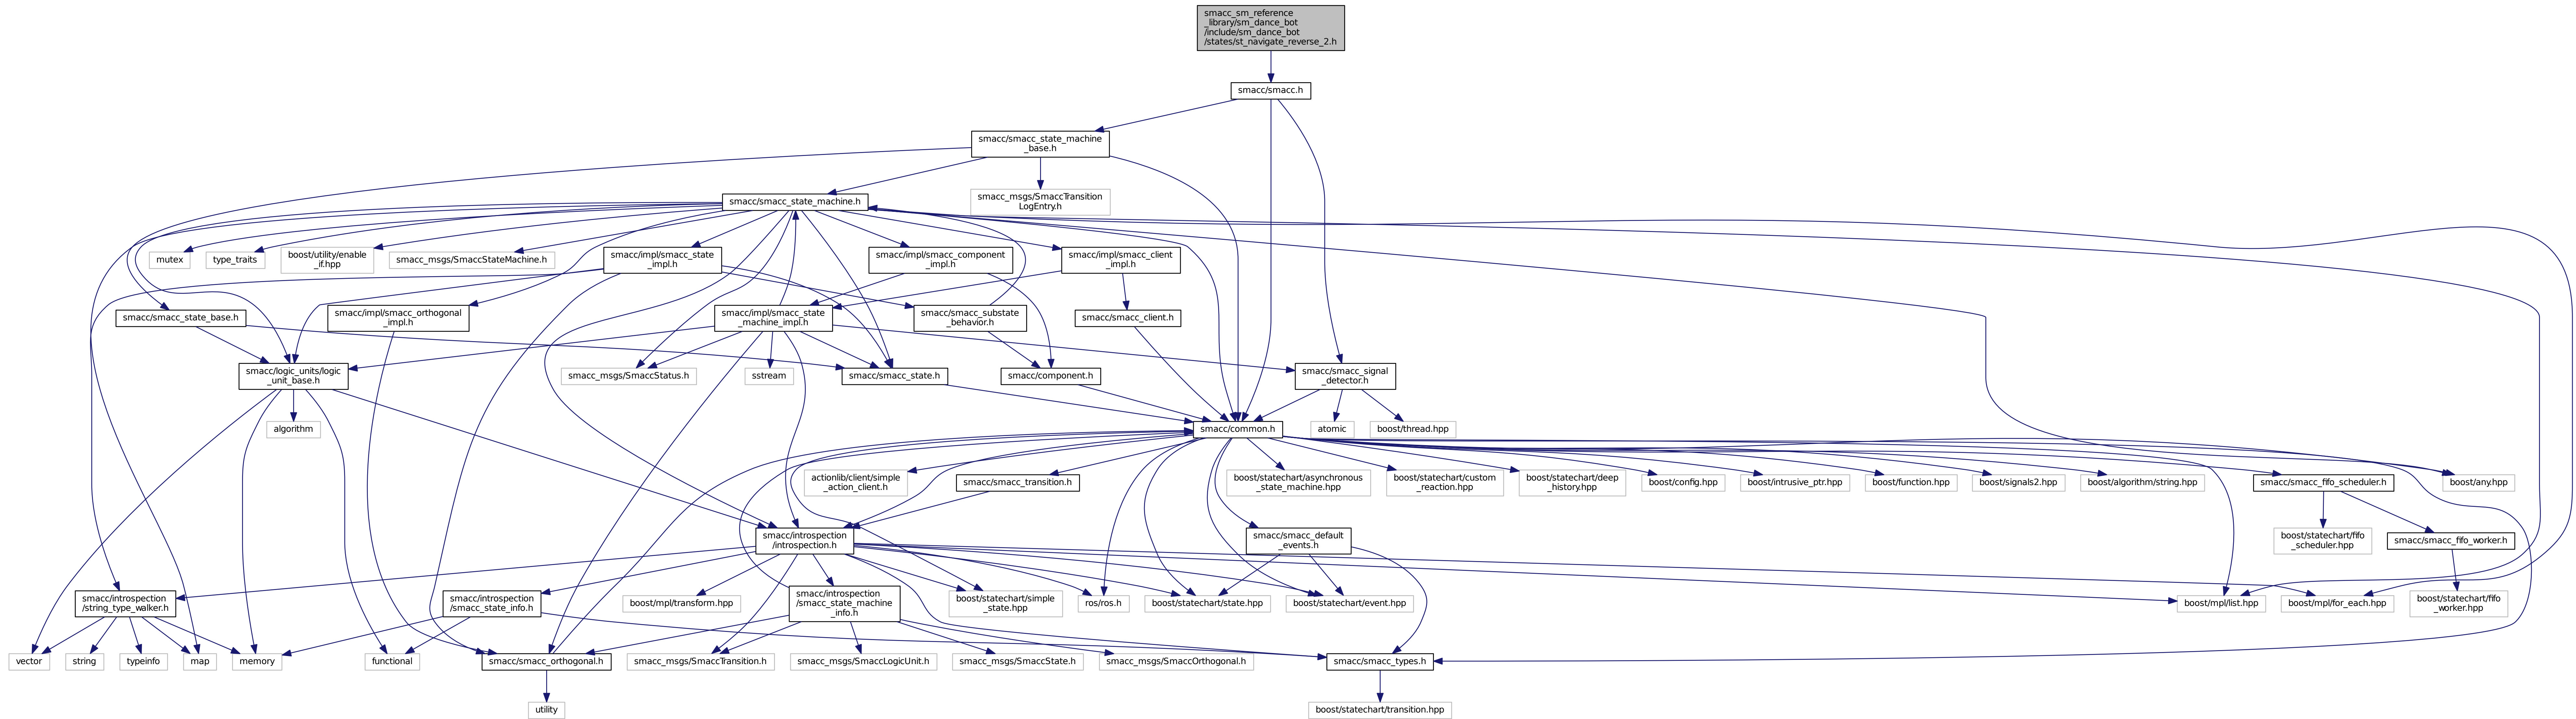 smacc_sm_reference
_library/sm_dance_bot
/include/sm_dance_bot
/states/st_navigate_reverse_2.h
smacc/smacc.h
smacc/smacc_state_machine
_base.h
smacc/smacc_state_machine.h
smacc_msgs/SmaccTransition
LogEntry.h
mutex
type_traits
boost/utility/enable
_if.hpp
smacc_msgs/SmaccStateMachine.h
smacc/impl/smacc_state
_impl.h
smacc/impl/smacc_component
_impl.h
smacc/impl/smacc_client
_impl.h
smacc/smacc_state_base.h
smacc/impl/smacc_orthogonal
_impl.h
smacc/impl/smacc_state
_machine_impl.h
smacc/smacc_substate
_behavior.h
smacc/smacc_client.h
smacc/logic_units/logic
_unit_base.h
smacc_msgs/SmaccStatus.h
sstream
smacc/smacc_state.h
smacc/component.h
smacc/smacc_signal
_detector.h
algorithm
smacc/common.h
atomic
boost/thread.hpp
actionlib/client/simple
_action_client.h
smacc/smacc_transition.h
boost/statechart/asynchronous
_state_machine.hpp
boost/statechart/custom
_reaction.hpp
boost/statechart/deep
_history.hpp
boost/config.hpp
boost/intrusive_ptr.hpp
boost/function.hpp
boost/signals2.hpp
boost/algorithm/string.hpp
smacc/smacc_fifo_scheduler.h
boost/any.hpp
smacc/introspection
/introspection.h
smacc/smacc_default
_events.h
boost/statechart/fifo
_scheduler.hpp
smacc/smacc_fifo_worker.h
smacc/introspection
/string_type_walker.h
smacc/introspection
/smacc_state_info.h
boost/mpl/transform.hpp
smacc/introspection
/smacc_state_machine
_info.h
boost/statechart/simple
_state.hpp
ros/ros.h
boost/statechart/state.hpp
boost/statechart/event.hpp
boost/mpl/list.hpp
boost/mpl/for_each.hpp
boost/statechart/fifo
_worker.hpp
vector
string
typeinfo
map
memory
functional
smacc/smacc_orthogonal.h
smacc_msgs/SmaccTransition.h
smacc_msgs/SmaccLogicUnit.h
smacc_msgs/SmaccState.h
smacc_msgs/SmaccOrthogonal.h
smacc/smacc_types.h
utility
boost/statechart/transition.hpp